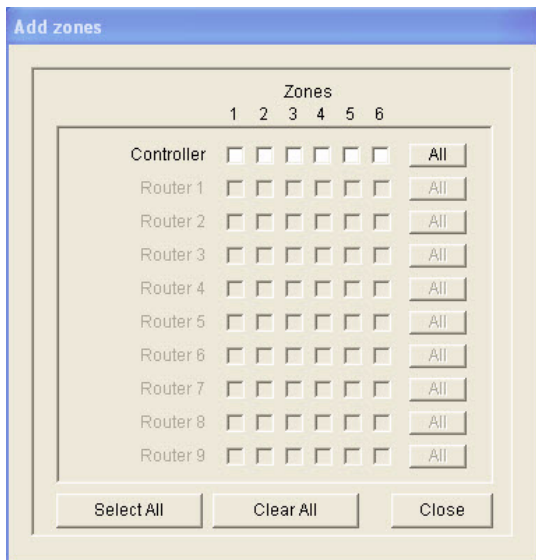 Add zones
Zones
1 2 3 4 5 6
Controller All
Router 1 All
Router 2 All
Router 3 All
Router 4 All
Router 5 All
Router 6 All
Router 7 All
Router 8 All
Router 9 All
Select All Clear All Close